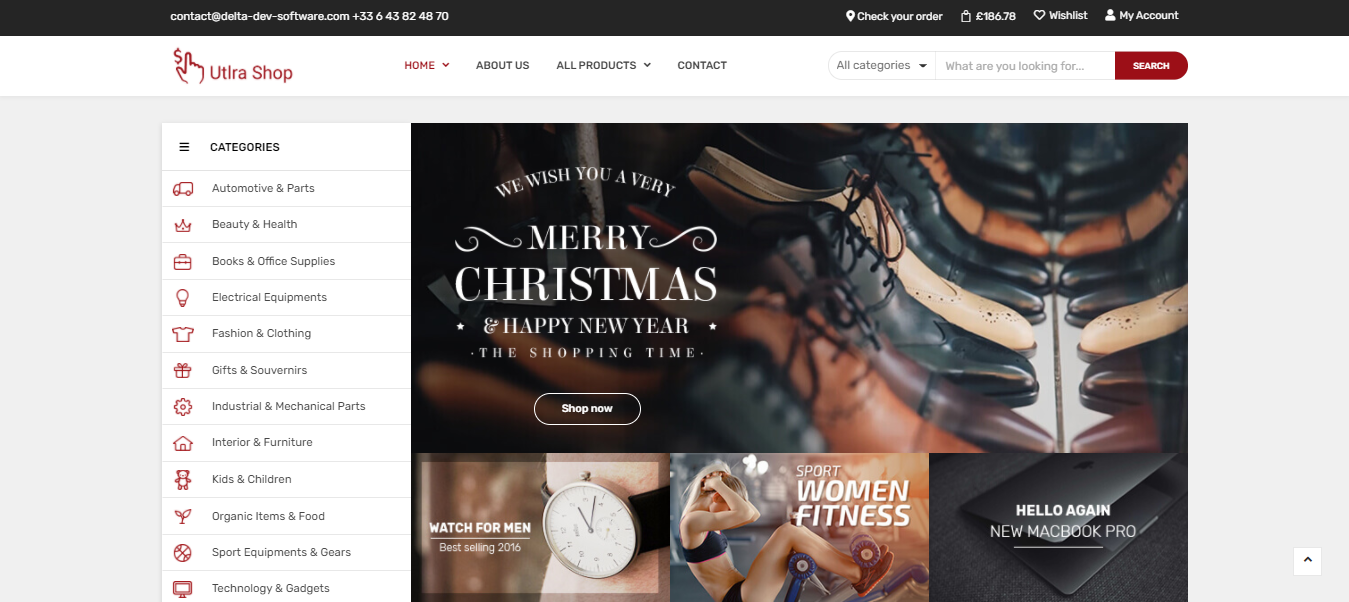 contact@delta-dev-software.com +33 6 43 82 48 70
Check your order
£186.78
Wishlist
My Account
Utlra Shop
HOME
ABOUT US
ALL PRODUCTS
CONTACT
All categories
What are you looking for...
SEARCH
CATEGORIES
Automotive & Parts
Beauty & Health
Books & Office Supplies
Electrical Equipments
Fashion & Clothing
Gifts & Souvernirs
Industrial & Mechanical Parts
Interior & Furniture
Kids & Children
Organic Items & Food
Sport Equipments & Gears
Technology & Gadgets
WE WISH YOU A VERY
MERRY
CHRISTMAS
& HAPPY NEW YEAR
· THE SHOPPING TIME ·
Shop now
WATCH FOR MEN
Best selling 2016
SPORT
WOMEN
FITNESS
HELLO AGAIN
NEW MACBOOK PRO